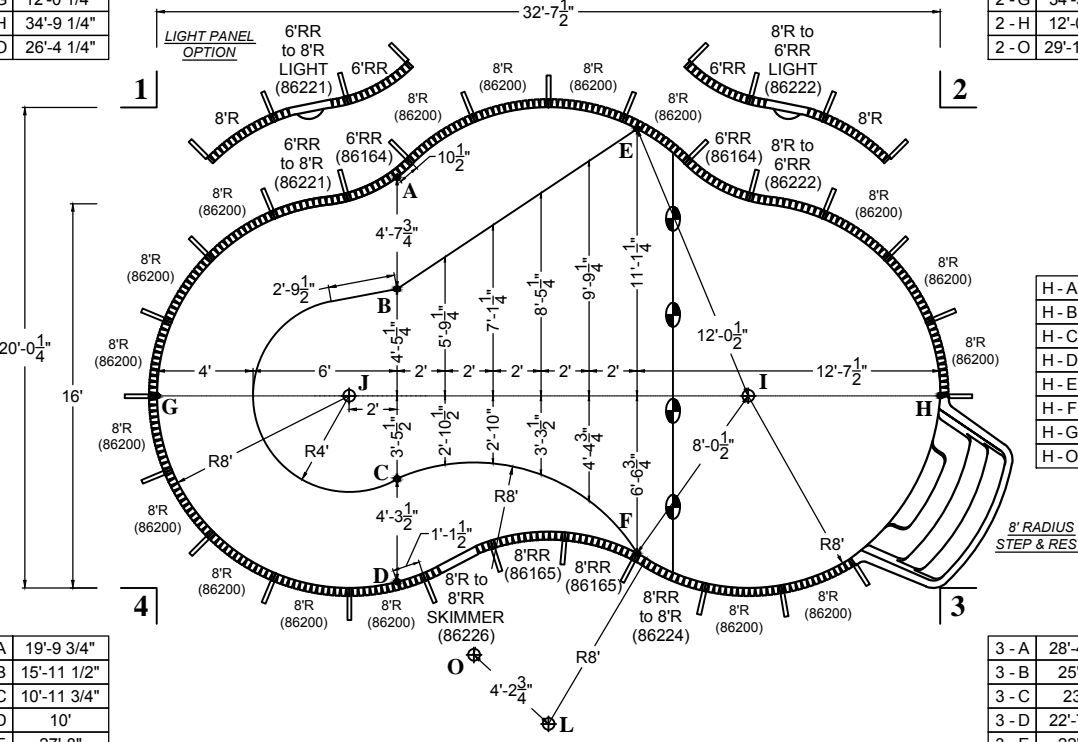 G 12'-0 1/4"
H 34'-9 1/4"
O 26'-4 1/4"
32'-7 1/2"
2 - H 12'-0
2 - O 29'-1
LIGHT PANEL
OPTION
6'RR
to 8'R
LIGHT
(86221)
6'RR
8'R
8'R to
6'RR
LIGHT
(86222)
6'RR
8'R
1
2
8'R
(86200)
8'R
(86200)
8'R
(86200)
8'R
(86200)
6'RR
to 8'R
(86221)
6'RR
(86164)
10 1/2"
E
6'RR
(86164)
8'R to
6'RR
(86222)
A
8'R
(86200)
8'R
(86200)
4'-7 3/4"
8'R
(86200)
8'R
(86200)
2'-9 1/2"
B
4'-5 1/4"
5'-9 1/4"
7'-1 1/4"
8'-5 1/4"
9'-9 1/4"
11'-1 1/4"
12'-0 1/2"
H - A
H - B
H - C
H - D
H - E
H - F
H - G
H - O
20'-0 1/4"
16'
8'R
(86200)
8'R
(86200)
4'
6'
2'
2'
2'
2'
2'
12'-7 1/2"
G
J
I
H
2'
3'-5 1/2"
2'-10 1/2"
2'-10"
3'-3 1/2"
4'-4 3/4"
6'-6 3/4"
8'-0 1/2"
8'R
(86200)
R8'
R4'
C
R8'
4'-3 1/2"
F
R8'
8'R
(86200)
1'-1 1/2"
D
8' RADIUS
8'R
(86200)
8'R
(86200)
8'R
(86200)
8'R to
8'RR
SKIMMER
(86226)
8'RR
(86165)
8'RR
(86165)
8'RR
to 8'R
(86224)
8'R
(86200)
8'R
(86200)
4
3
O
4'-2 3/4"
R8'
L
A 19'-9 3/4"
B 15'-11 1/2"
C 10'-11 3/4"
D 10'
3 - A 28'-
3 - B 25'
3 - C 23
3 - D 22'-